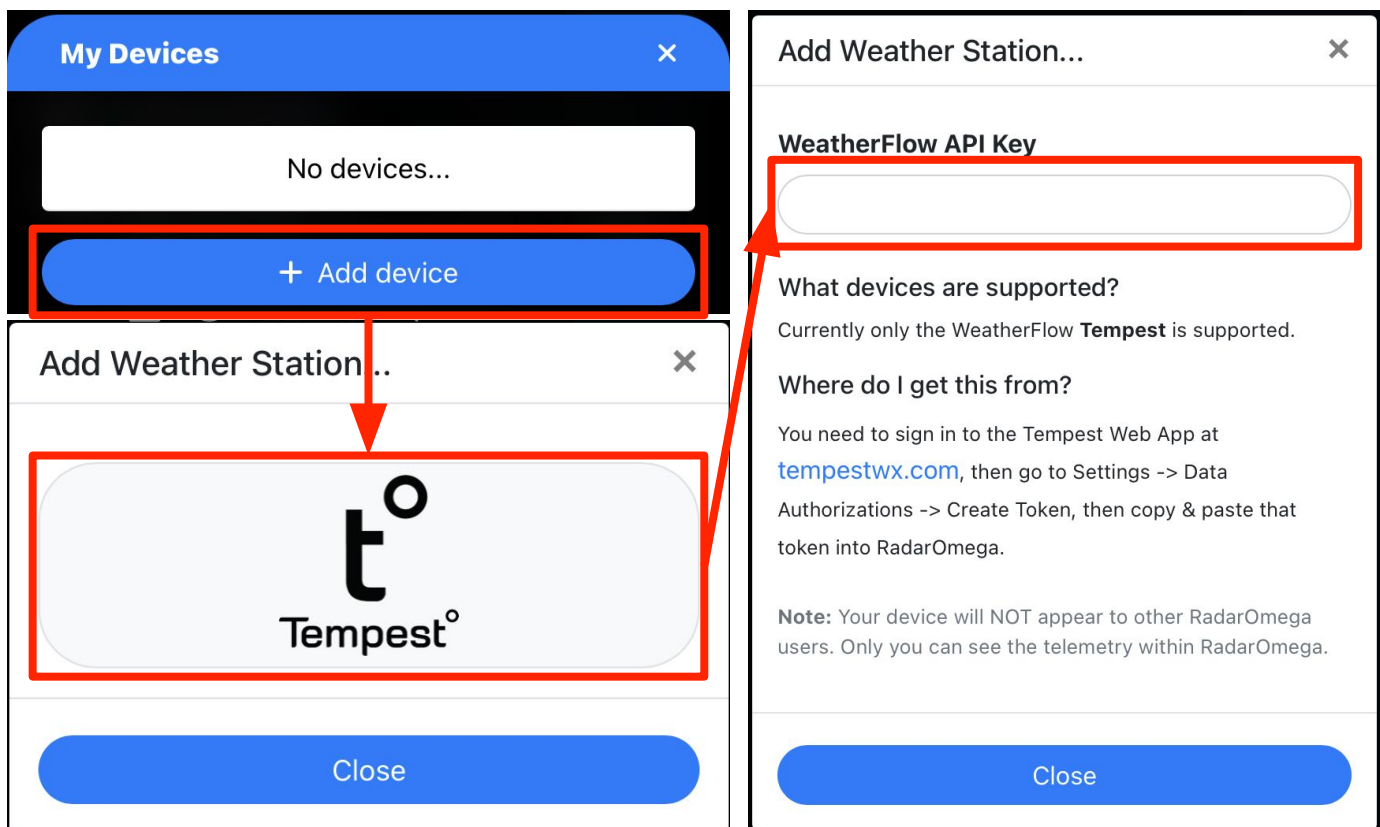 My Devices ×
No devices...
+ Add device
Add Weather Station... ×
t°
Tempest°
Close
Add Weather Station... ×
WeatherFlow API Key
What devices are supported?
Currently only the WeatherFlow Tempest is supported.
Where do I get this from?
You need to sign in to the Tempest Web App at
tempestwx.com, then go to Settings -> Data
Authorizations -> Create Token, then copy & paste that
token into RadarOmega.
Note: Your device will NOT appear to other RadarOmega
users. Only you can see the telemetry within RadarOmega.
Close